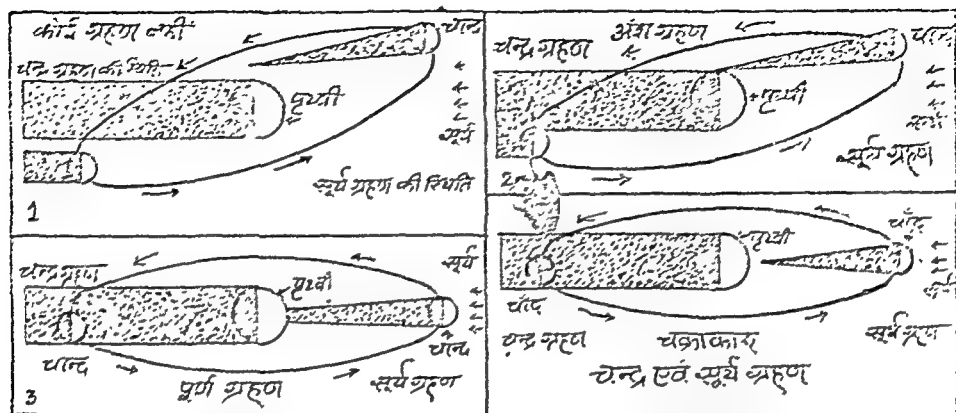 कोई ग्रहण नहीं
चान्द
चन्द्र ग्रहण की स्थिति
पृथ्वी
सूर्य
सूर्य ग्रहण की स्थिति
1
चन्द्र ग्रहण
अंश ग्रहण
चान्द
पृथ्वी
सूर्य ग्रहण
2
चन्द्र ग्रहण
सूर्य
पृथ्वी
चान्द
चान्द
पूर्ण ग्रहण
सूर्य ग्रहण
3
चाँद
पृथ्वी
चाँद
चन्द्र ग्रहण
चक्राकार
सूर्य ग्रहण
चन्द्र एवं सूर्य ग्रहण